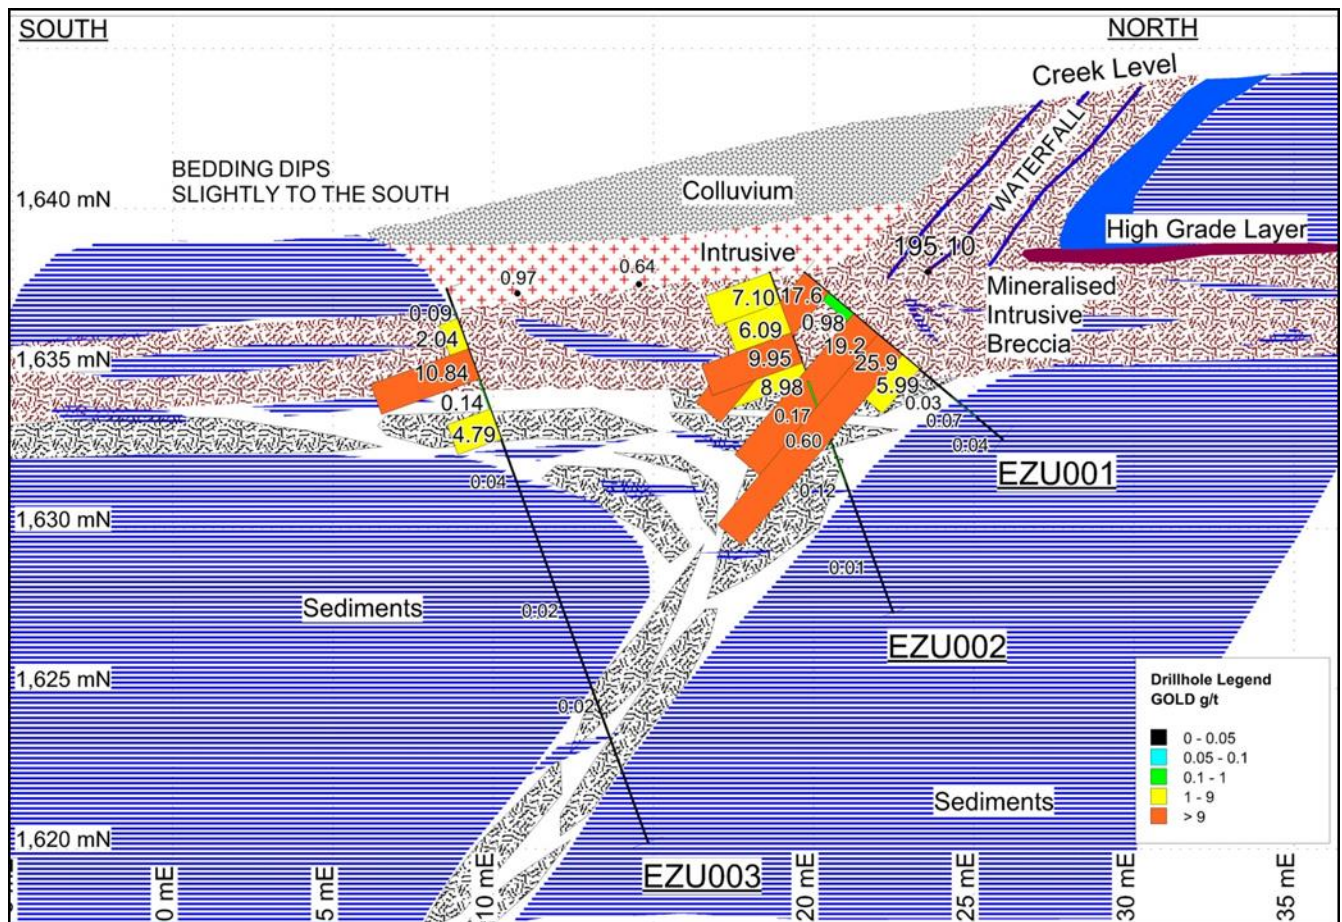 SOUTH
NORTH
Creek Level
WATERFALL
BEDDING DIPS
SLIGHTLY TO THE SOUTH
1,640 mN
Colluvium
High Grade Layer
195.10
Intrusive
0.97
0.64
Mineralised
Intrusive
Breccia
7.10
17.6
0.09
0.98
6.09
2.04
19.2
1,635 mN
9.95
25.9
10.84
8.98
5.99
0.14
0.03
0.17
0.07
4.79
0.60
0.04
EZU001
0.04
0.12
1,630 mN
0.01
Sediments
0.02
EZU002
1,625 mN
Drillhole Legend
GOLD g/t
0.02
0 - 0.05
0.05 - 0.1
0.1 - 1
1 - 9
> 9
Sediments
1,620 mN
EZU003
0 mE
5 mE
10 mE
20 mE
25 mE
30 mE
35 mE